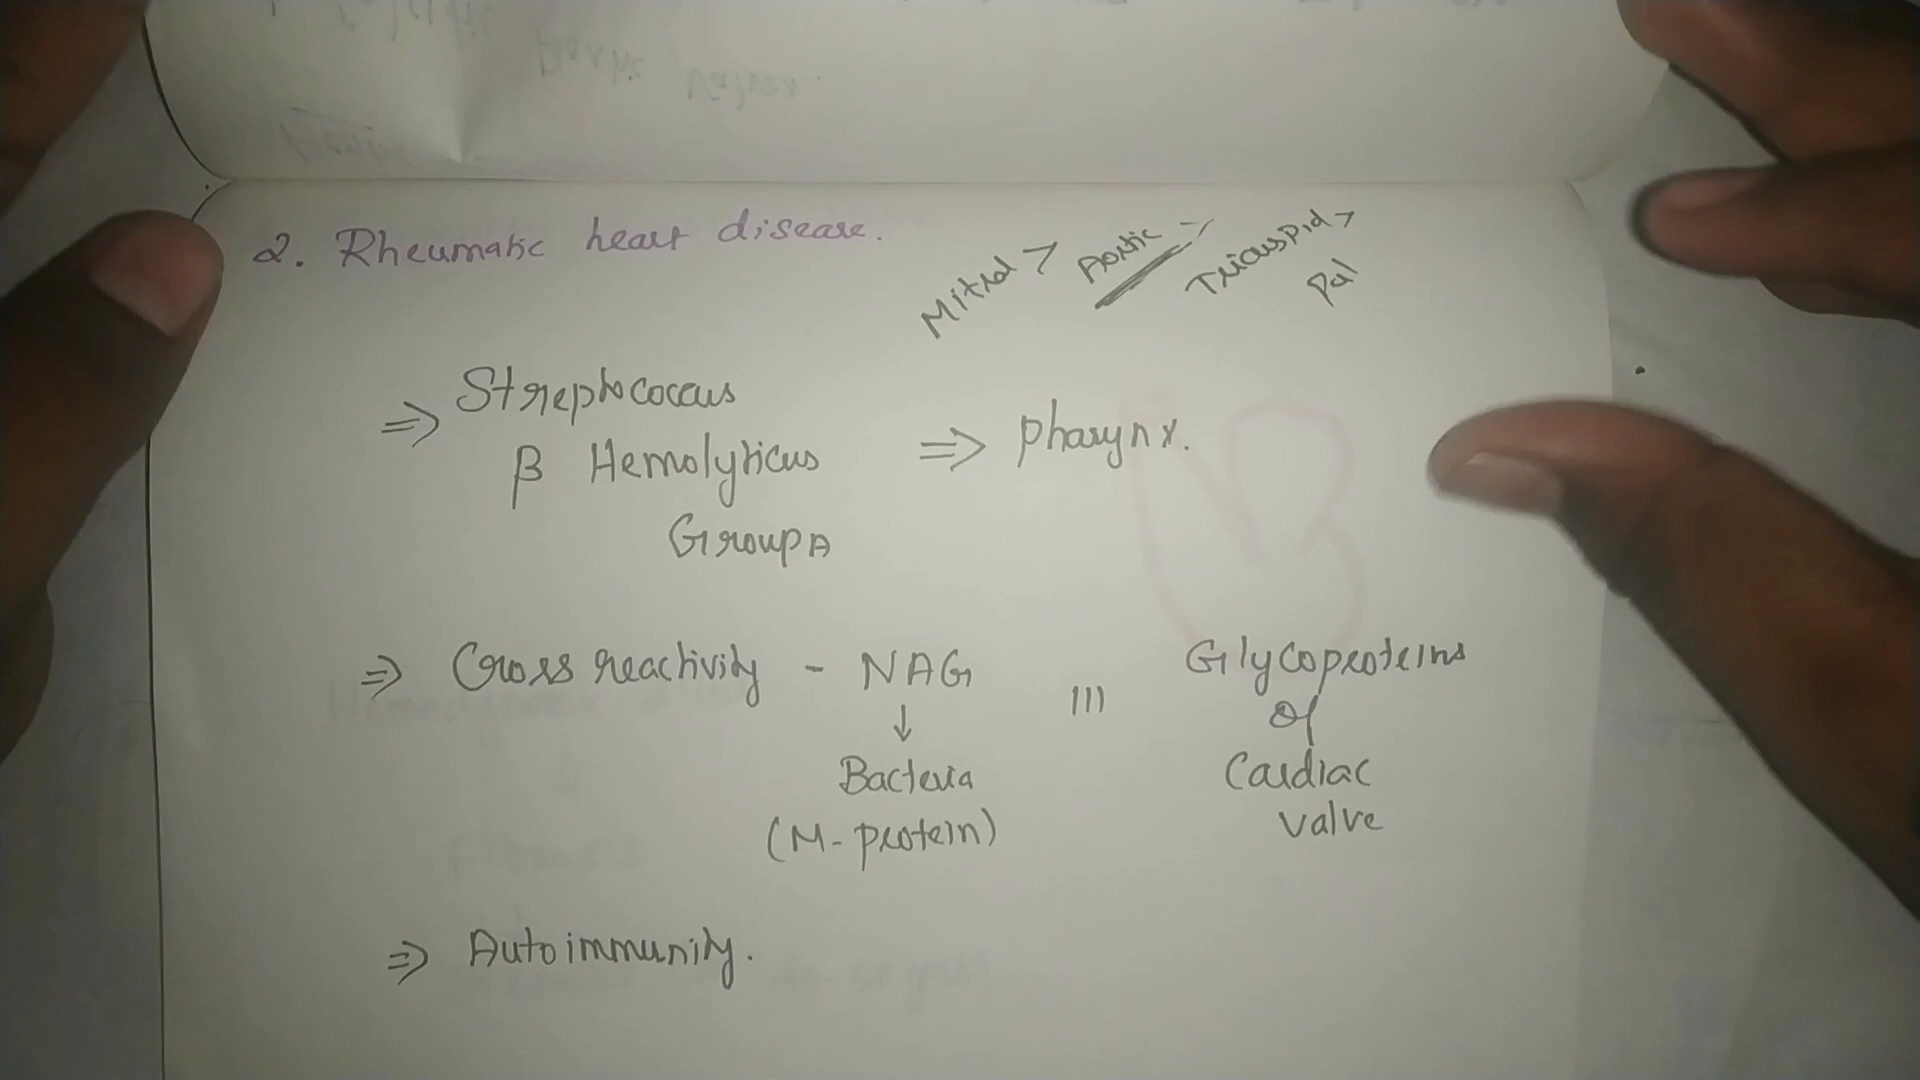 2. Rheumatic heart disease.
Mitral > Aortic > Tricuspid >
Pul
⇒ Streptococcus
β Hemolyticus ⇒ pharynx.
Group A
⇒ Cross reactivity - NAG ||| Glycoproteins
↓ of
Bacteria Cardiac
(M-protein) valve
⇒ Autoimmunity.